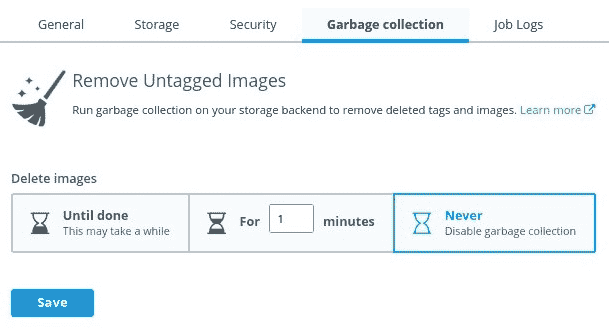 General Storage Security Garbage collection Job Logs
Remove Untagged Images
Run garbage collection on your storage backend to remove deleted tags and images. Learn more
Delete images
Until done
This may take a while
For 1 minutes
Never
Disable garbage collection
Save